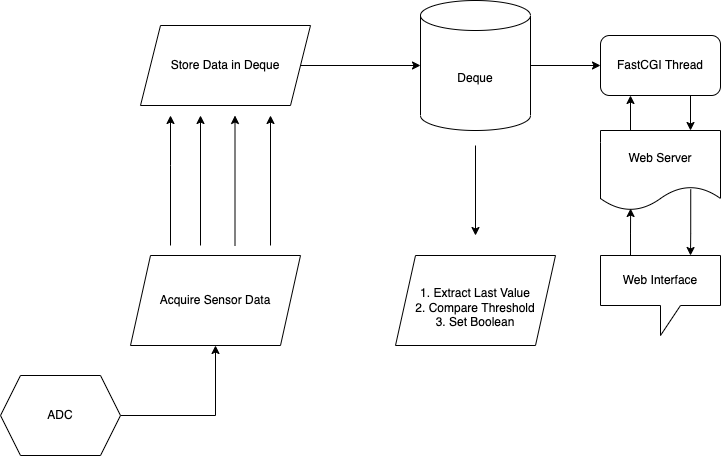 Store Data in Deque
Deque
FastCGI Thread
Web Server
Acquire Sensor Data
1. Extract Last Value
2. Compare Threshold
3. Set Boolean
Web Interface
ADC